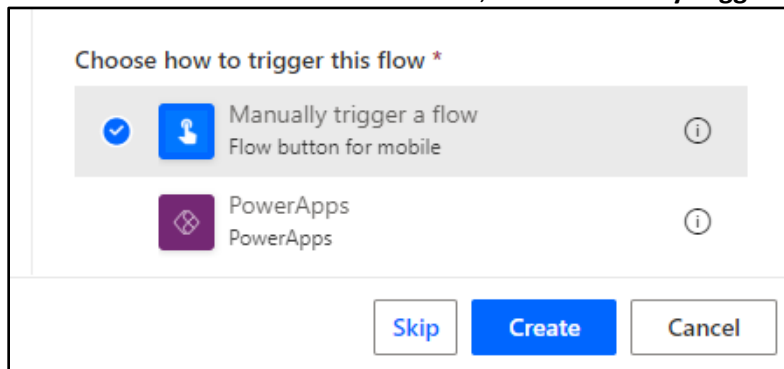 Choose how to trigger this flow *
Manually trigger a flow
Flow button for mobile
PowerApps
PowerApps
Skip Create Cancel